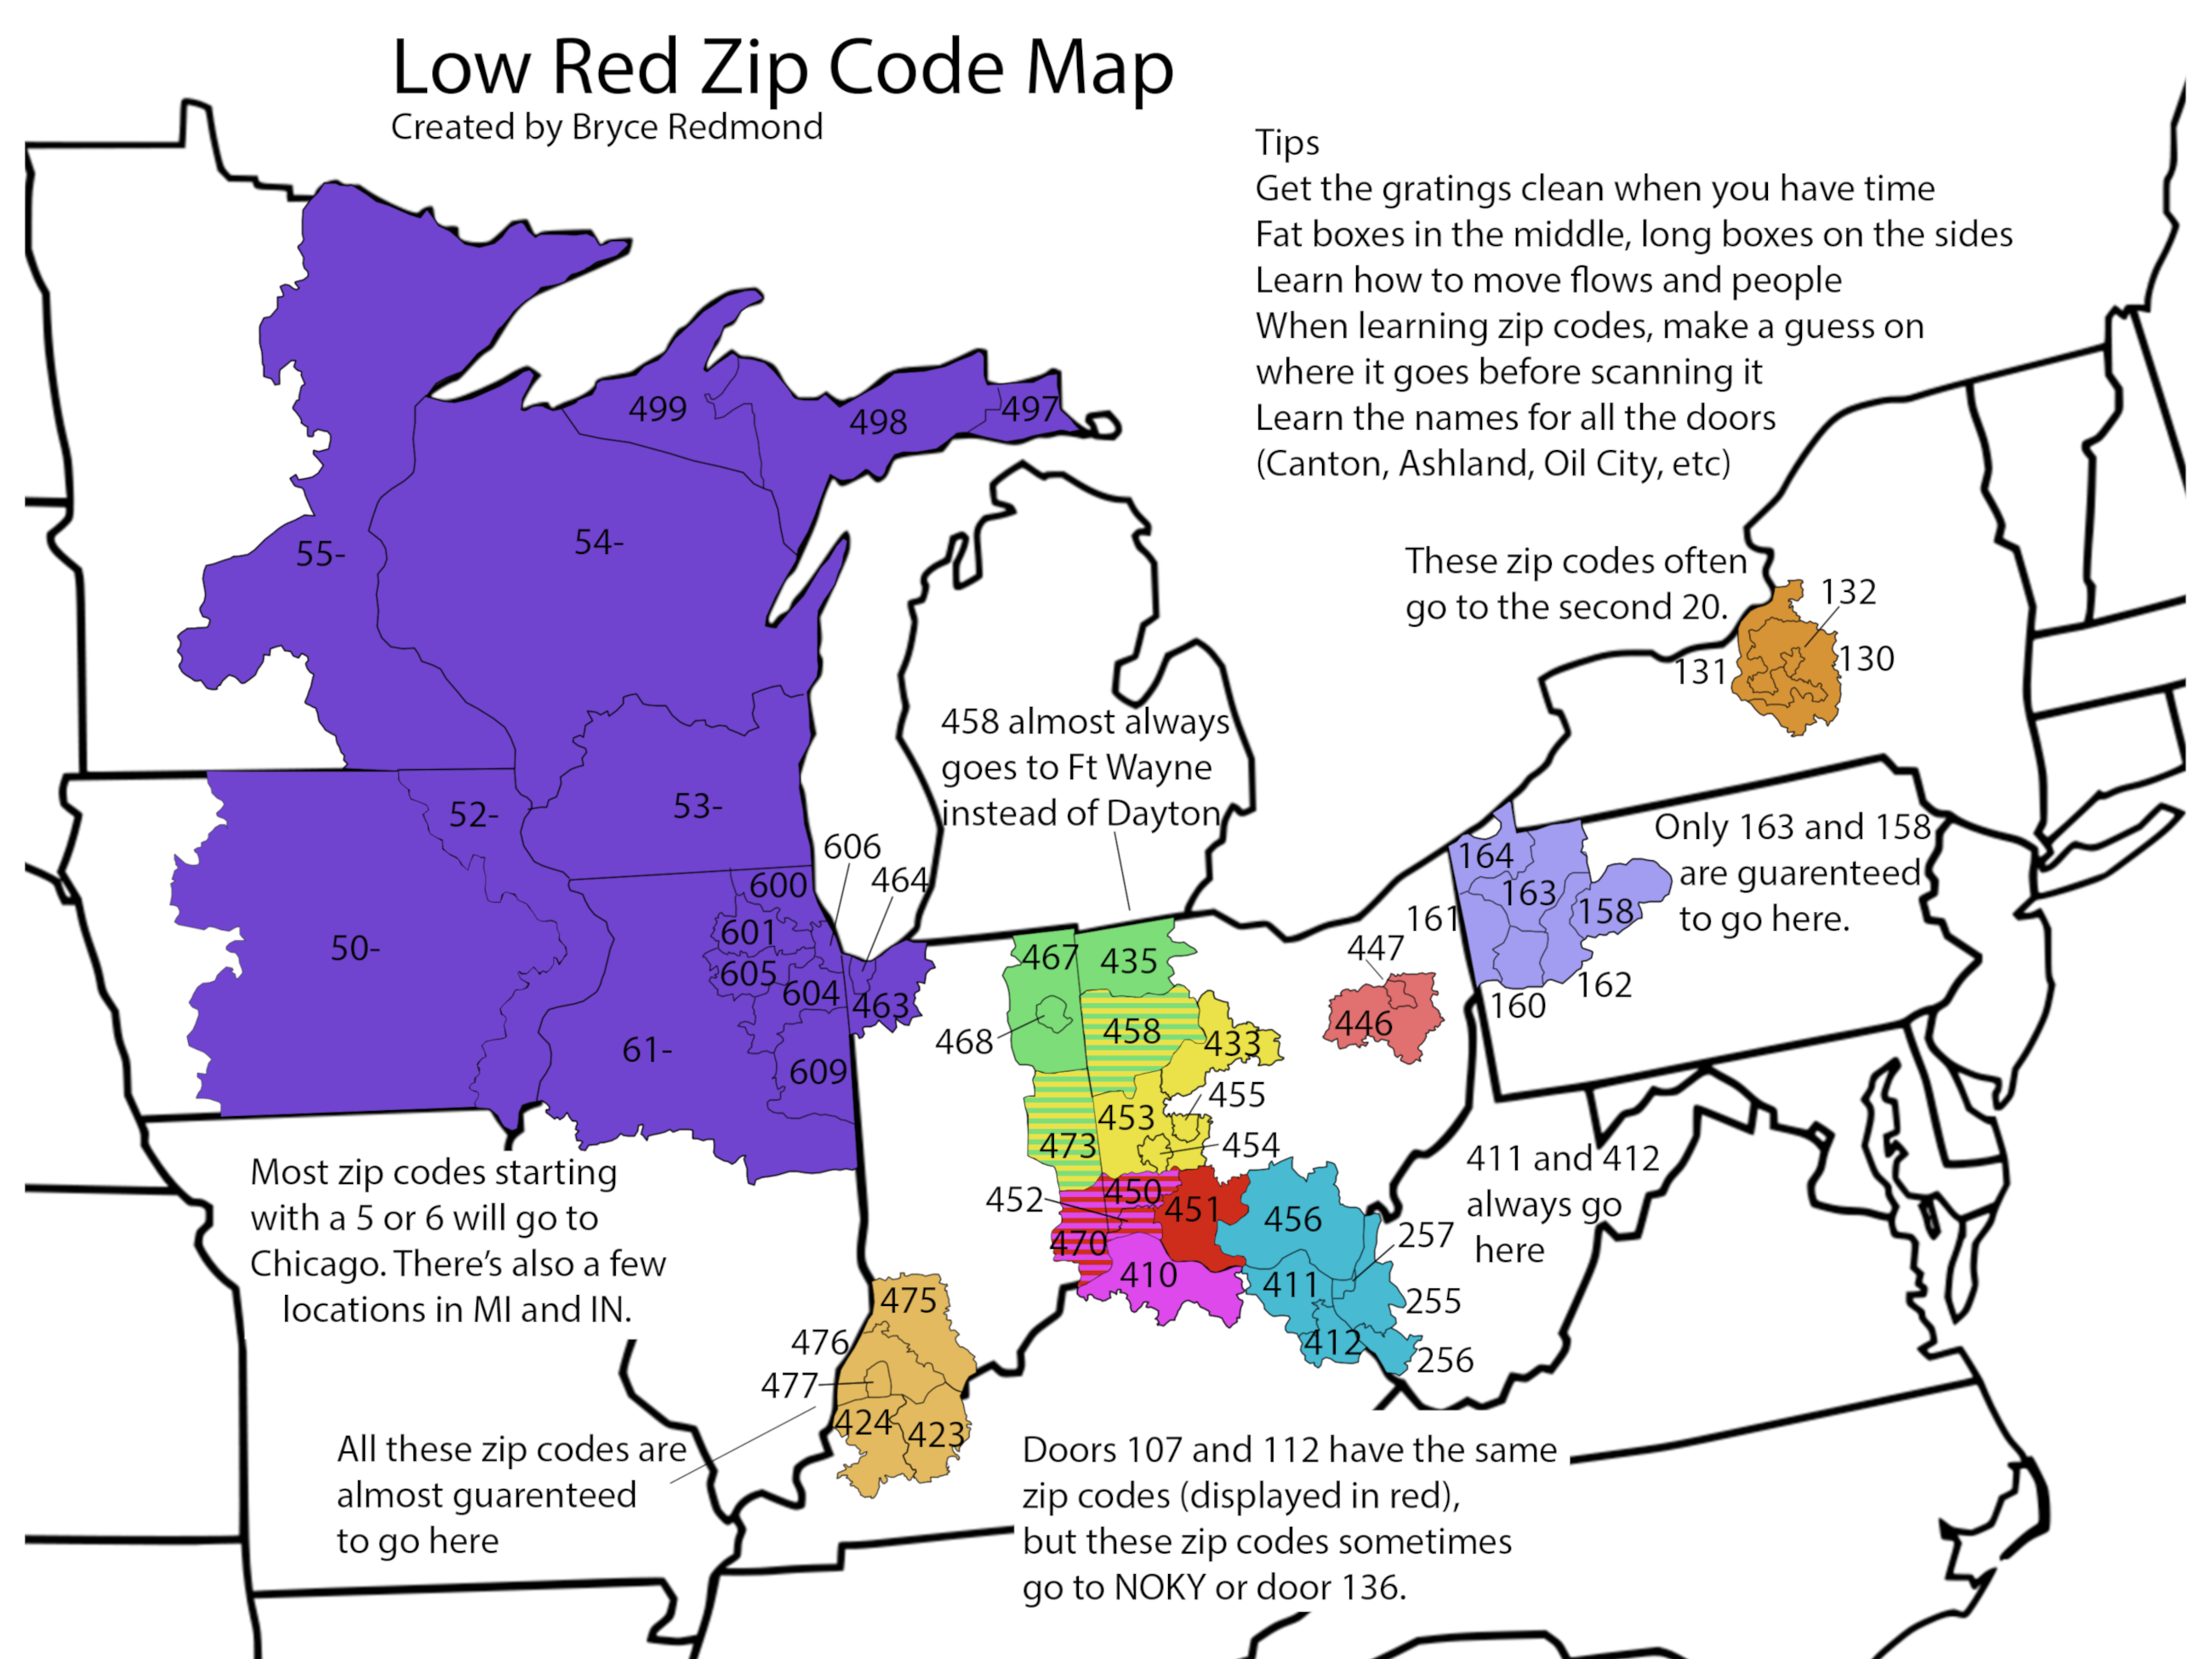 Low Red Zip Code Map
Created by Bryce Redmond
Tips
Get the gratings clean when you have time
Fat boxes in the middle, long boxes on the sides
Learn how to move flows and people
When learning zip codes, make a guess on
where it goes before scanning it
Learn the names for all the doors
(Canton, Ashland, Oil City, etc)
499
498
497
55-
54-
These zip codes often
go to the second 20.
132
131
130
458 almost always
goes to Ft Wayne
instead of Dayton
52-
53-
606
464
600
601
605
604
463
50-
61-
609
Only 163 and 158
are guarenteed
to go here.
164
163
158
161
160
162
447
446
467
435
468
458
433
455
453
454
473
452
450
451
470
410
456
411
412
257
255
256
411 and 412
always go
here
Most zip codes starting
with a 5 or 6 will go to
Chicago. There's also a few
locations in MI and IN.
475
476
477
424
423
All these zip codes are
almost guarenteed
to go here
Doors 107 and 112 have the same
zip codes (displayed in red),
but these zip codes sometimes
go to NOKY or door 136.